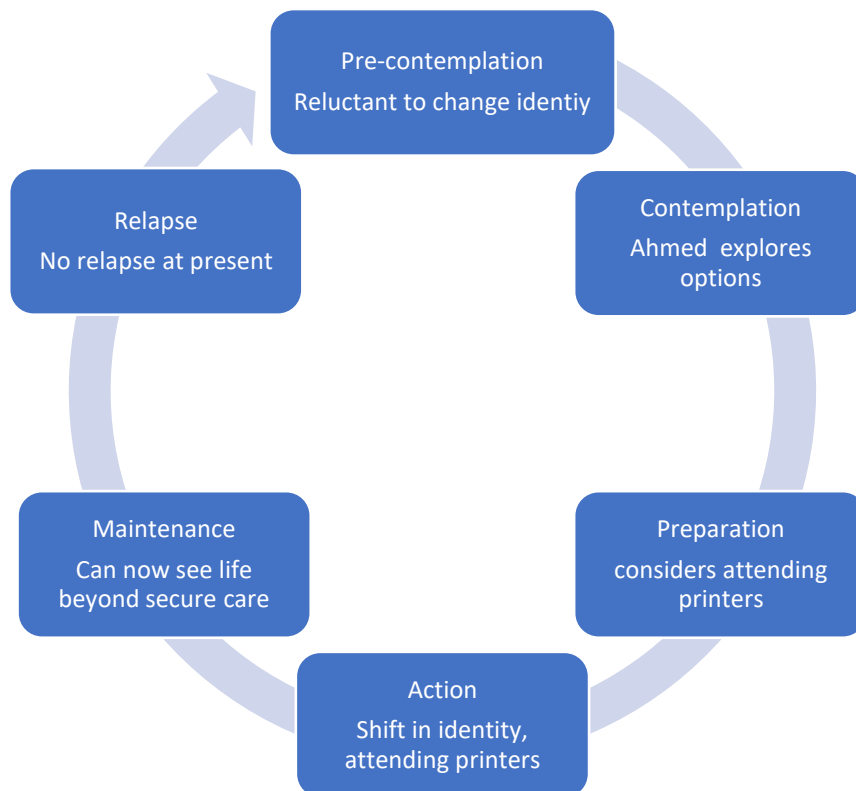 Pre-contemplation
Reluctant to change identiy
Contemplation
Ahmed  explores
options
Preparation
considers attending
printers
Action
Shift in identity,
attending printers
Maintenance
Can now see life
beyond secure care
Relapse
No relapse at present